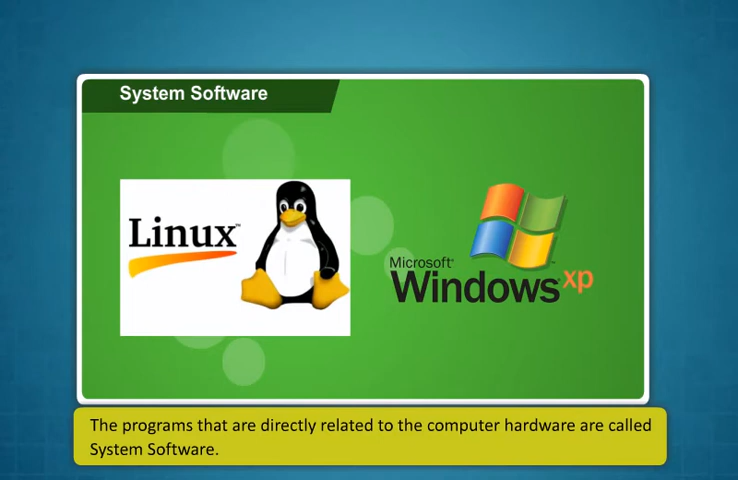 System Software
Linux™
Microsoft®
Windows xp
The programs that are directly related to the computer hardware are called
System Software.